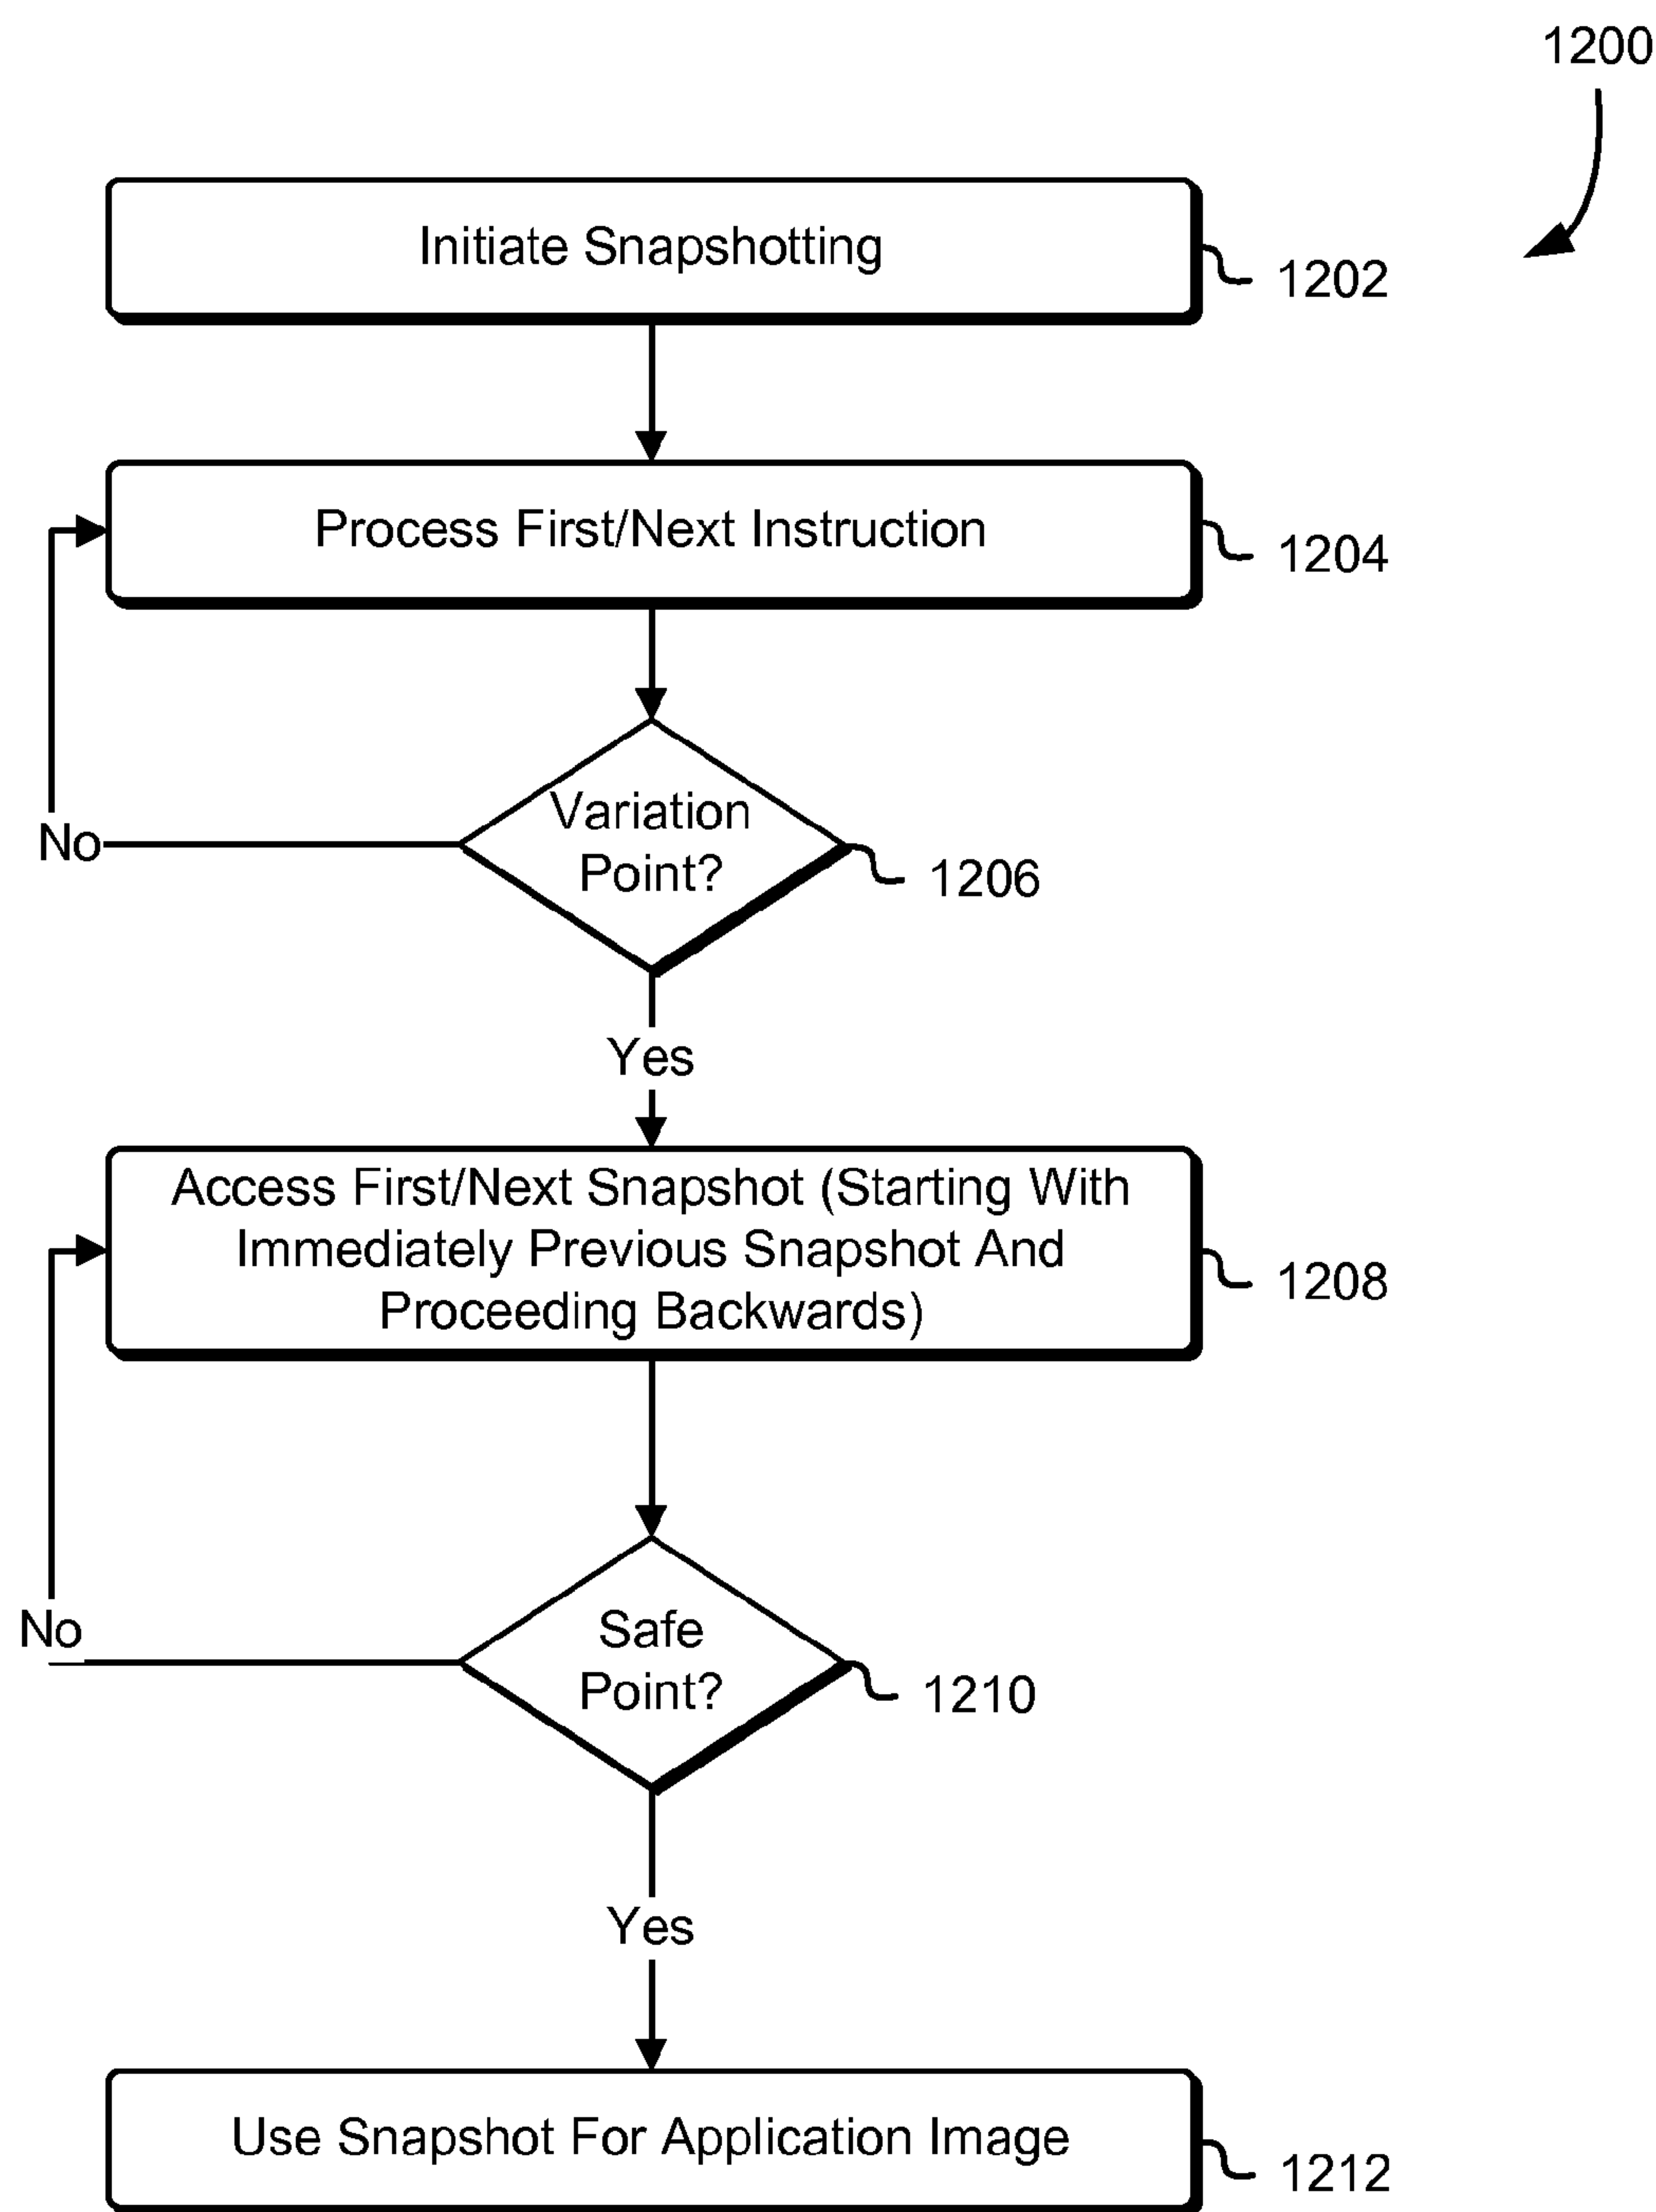 1200
Initiate Snapshotting
1202
Process First/Next Instruction
1204
Variation
Point?
No
1206
Yes
Access First/Next Snapshot (Starting With
Immediately Previous Snapshot And
Proceeding Backwards)
1208
Safe
Point?
No
1210
Yes
Use Snapshot For Application Image
1212